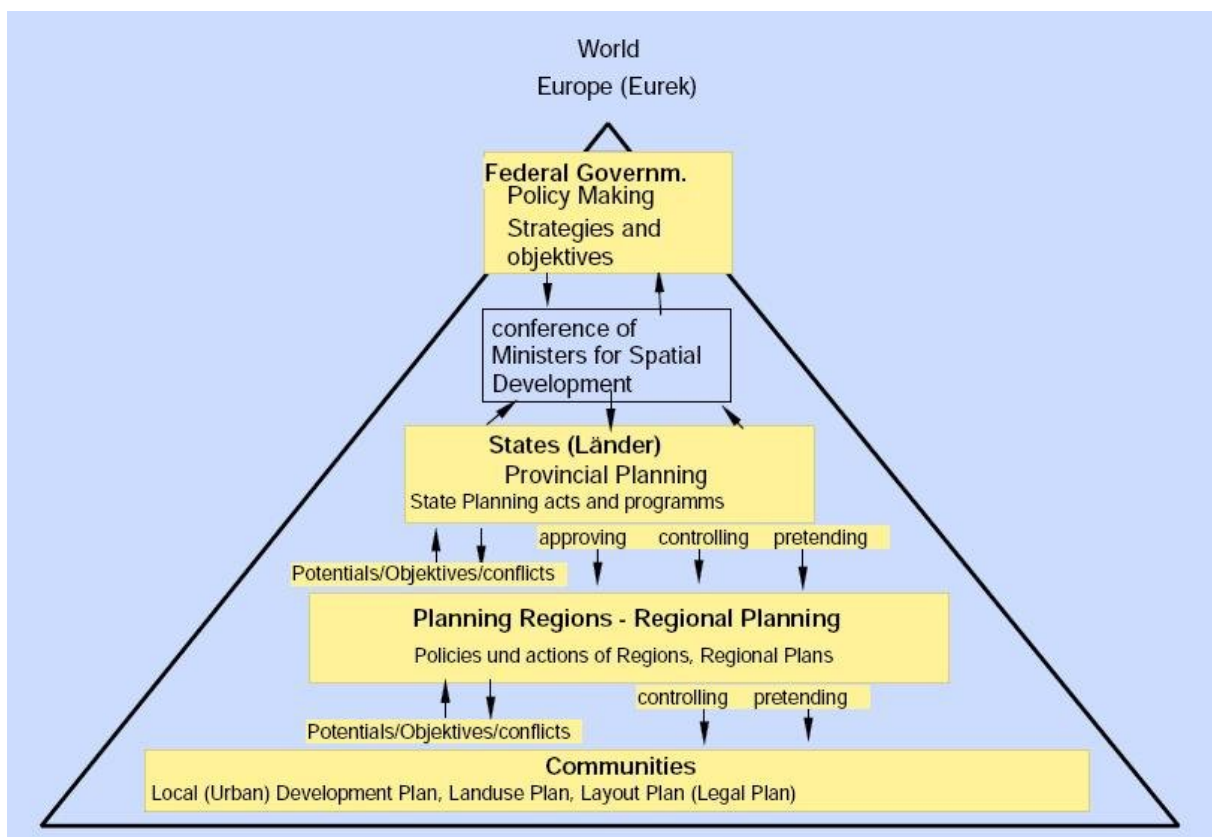 World
Europe (Eurek)
Federal Governm.
Policy Making
Strategies and
objektives
conference of
Ministers for Spatial
Development
States (Länder)
Provincial Planning
State Planning acts and programms
approving controlling pretending
Potentials/Objektives/conflicts
Planning Regions - Regional Planning
Policies und actions of Regions, Regional Plans
controlling pretending
Potentials/Objektives/conflicts
Communities
Local (Urban) Development Plan, Landuse Plan, Layout Plan (Legal Plan)